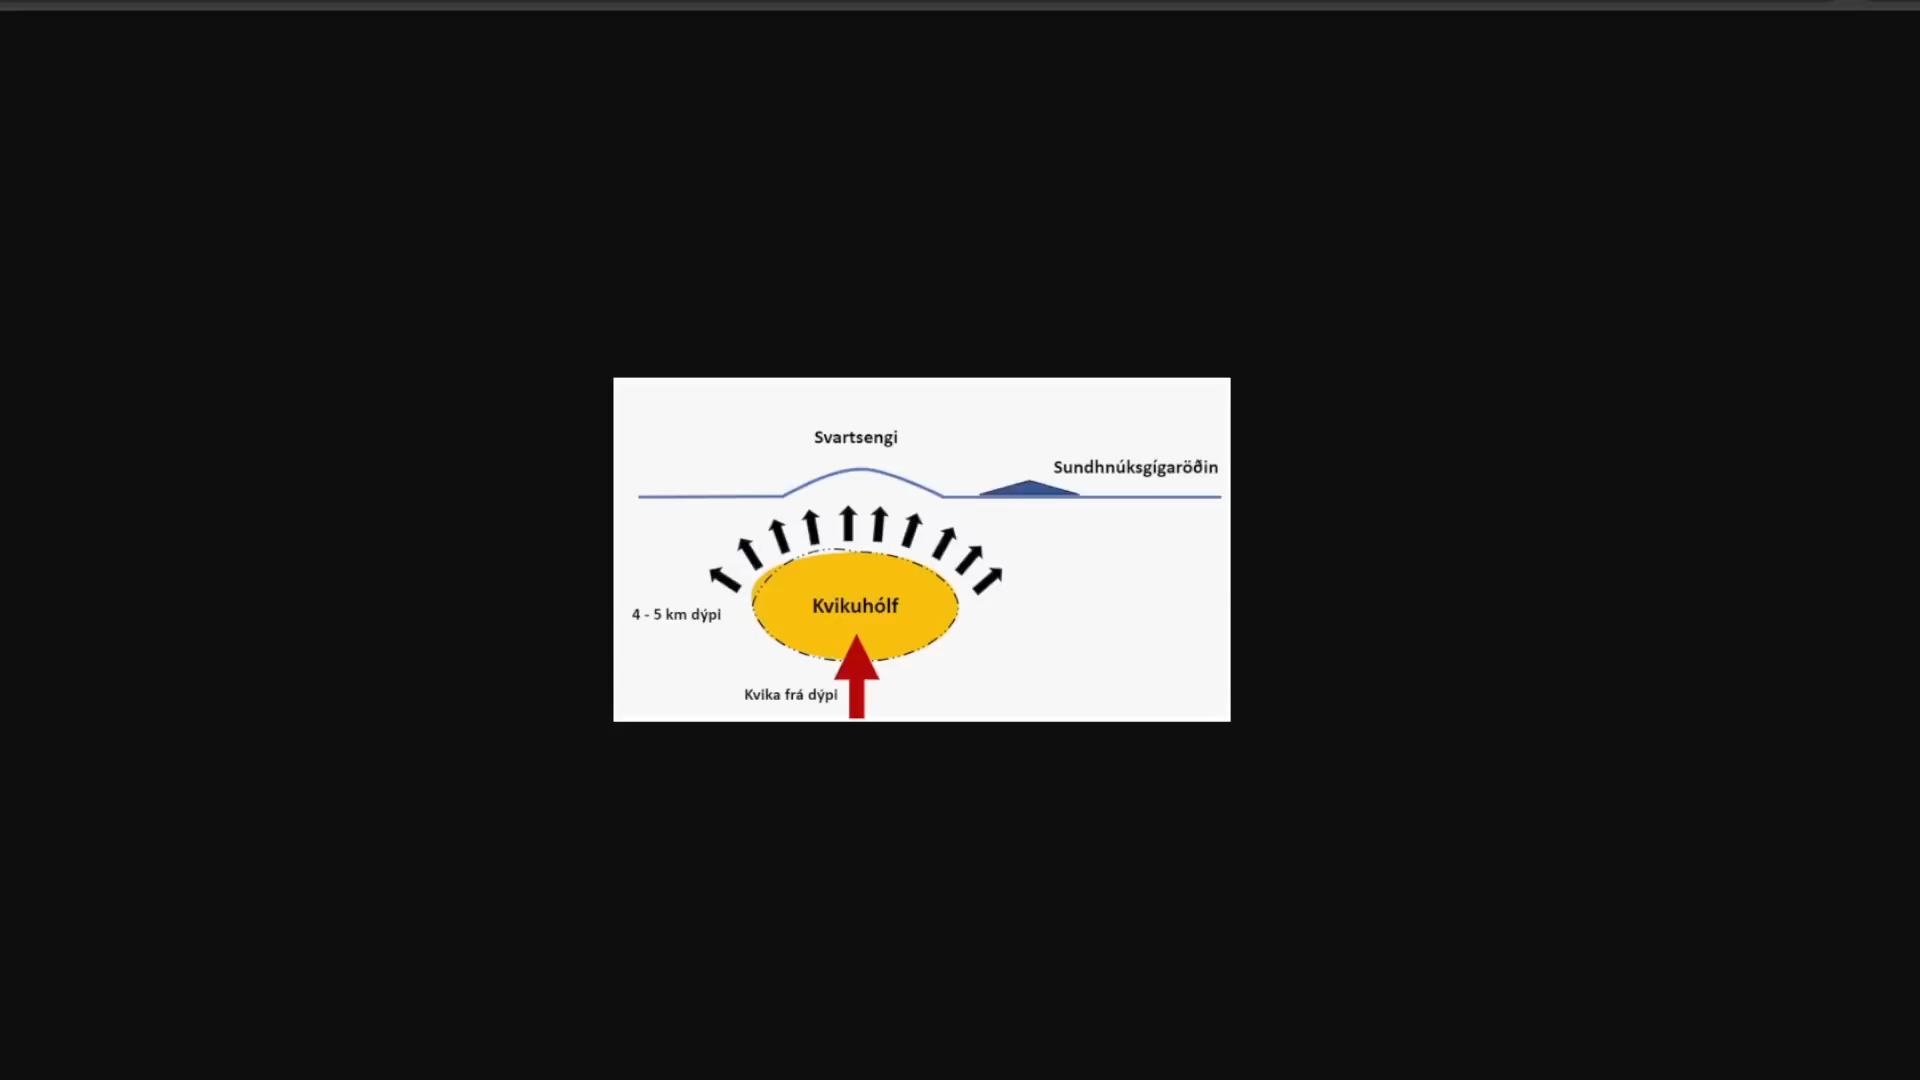 Svartsengi
Sundhnúksgígaröðin
Kvikuhólf
4 - 5 km dýpi
Kvika frá dýpi